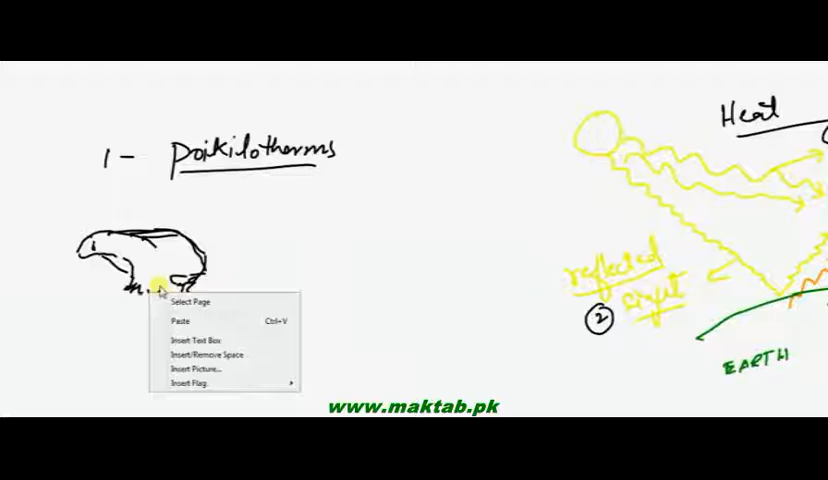 Heat
1- Poikilotherms
reflected
light
2
EARTH
Select Page
Paste Ctrl+V
Insert Text Box
Insert/Remove Space
Insert Picture...
Insert Flag
www.maktab.pk